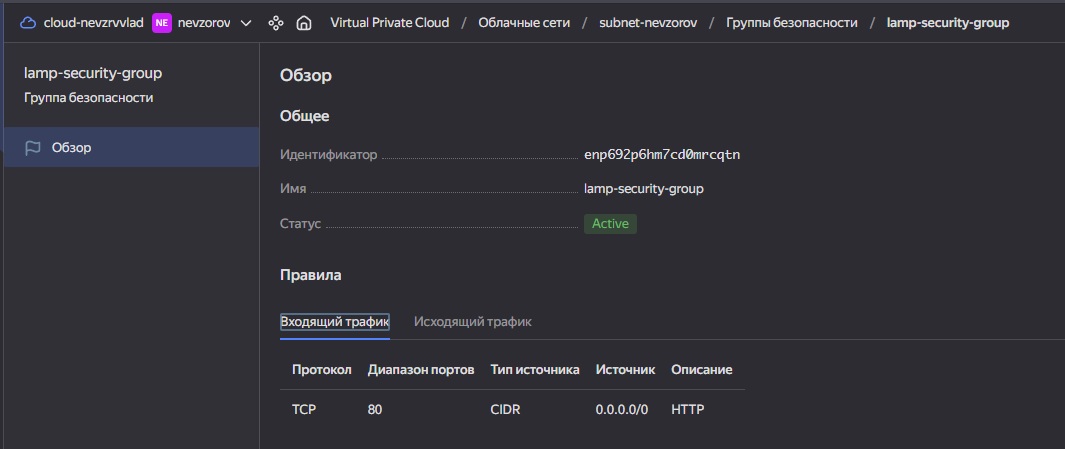 cloud-nevzrvvlad NE nevzorov Virtual Private Cloud / Облачные сети / subnet-nevzorov / Группы безопасности / lamp-security-group
lamp-security-group
Группа безопасности
Обзор
Обзор
Общее
Идентификатор enp692p6hm7cd0mrcqtn
Имя lamp-security-group
Статус Active
Правила
Входящий трафик Исходящий трафик
Протокол Диапазон портов Тип источника Источник Описание
TCP 80 CIDR 0.0.0.0/0 HTTP